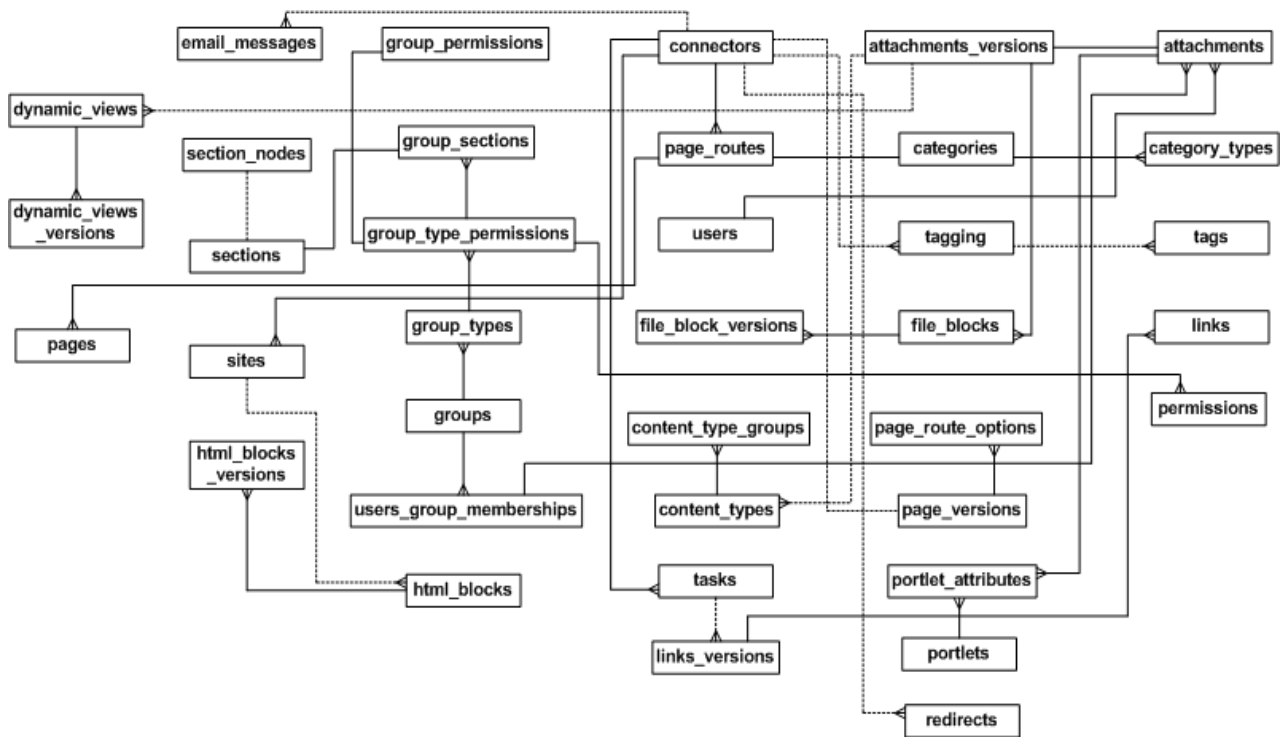 email_messages
group_permissions
connectors
attachments_versions
attachments
dynamic_views
section_nodes
group_sections
page_routes
categories
category_types
dynamic_views
_versions
sections
group_type_permissions
users
tagging
tags
pages
sites
group_types
file_block_versions
file_blocks
links
groups
content_type_groups
page_route_options
permissions
html_blocks
_versions
users_group_memberships
content_types
page_versions
html_blocks
tasks
portlet_attributes
links_versions
portlets
redirects